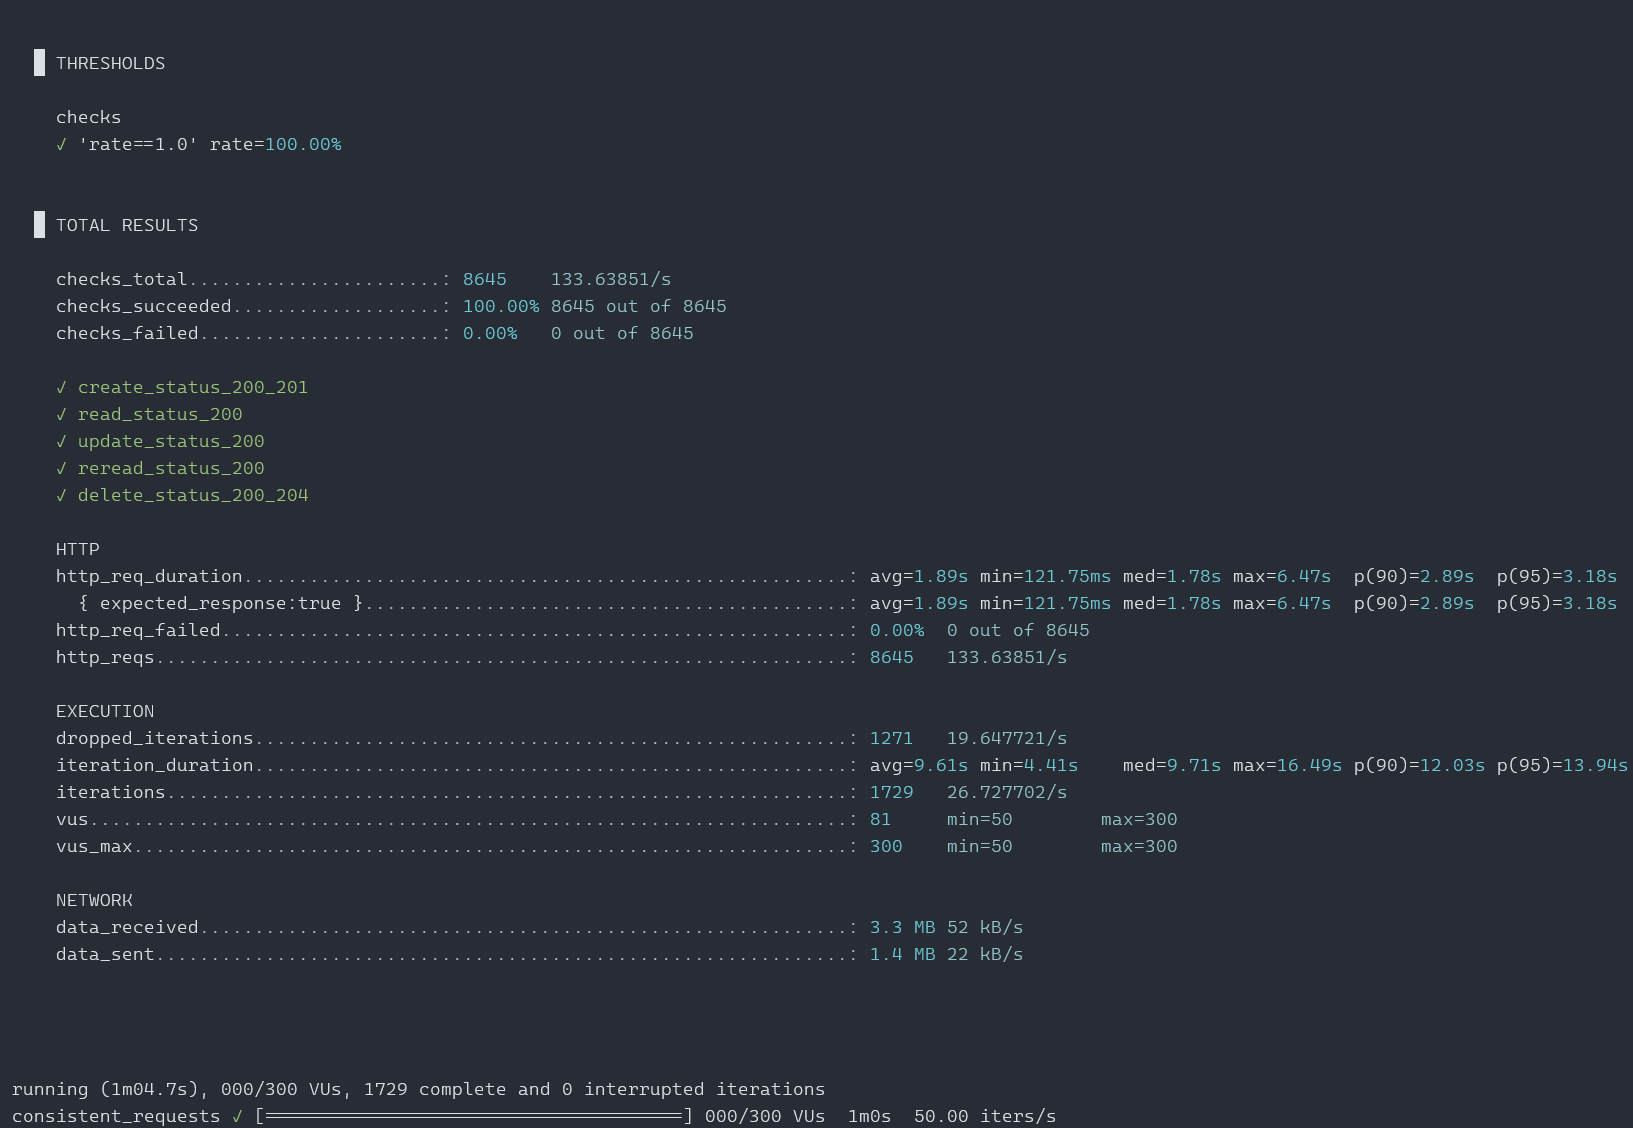 THRESHOLDS
checks
✓ 'rate==1.0' rate=100.00%
TOTAL RESULTS
checks_total.......................: 8645    133.63851/s
checks_succeeded...................: 100.00% 8645 out of 8645
checks_failed......................: 0.00%   0 out of 8645
✓ create_status_200_201
✓ read_status_200
✓ update_status_200
✓ reread_status_200
✓ delete_status_200_204
HTTP
http_req_duration.......................................................: avg=1.89s min=121.75ms med=1.78s max=6.47s  p(90)=2.89s  p(95)=3.18s
{ expected_response:true }............................................: avg=1.89s min=121.75ms med=1.78s max=6.47s  p(90)=2.89s  p(95)=3.18s
http_req_failed.........................................................: 0.00%  0 out of 8645
http_reqs...............................................................: 8645   133.63851/s
EXECUTION
dropped_iterations......................................................: 1271   19.647721/s
iteration_duration......................................................: avg=9.61s min=4.41s    med=9.71s max=16.49s p(90)=12.03s p(95)=13.94s
iterations..............................................................: 1729   26.727702/s
vus.....................................................................: 81     min=50        max=300
vus_max.................................................................: 300    min=50        max=300
NETWORK
data_received...........................................................: 3.3 MB 52 kB/s
data_sent...............................................................: 1.4 MB 22 kB/s
running (1m04.7s), 000/300 VUs, 1729 complete and 0 interrupted iterations
consistent_requests ✓ [======================================] 000/300 VUs  1m0s  50.00 iters/s